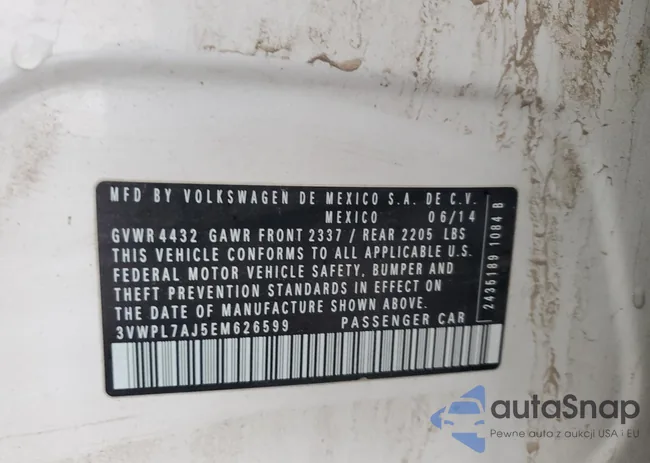 MFD BY VOLKSWAGEN DE MEXICO S.A. DE C.V.
MEXICO 06/14
GVWR 4432 GAWR FRONT 2337 / REAR 2205 LBS
THIS VEHICLE CONFORMS TO ALL APPLICABLE U.S.
FEDERAL MOTOR VEHICLE SAFETY, BUMPER AND
THEFT PREVENTION STANDARDS IN EFFECT ON
THE DATE OF MANUFACTURE SHOWN ABOVE.
3VWPL7AJ5EM626599 PASSENGER CAR
2435189 1084 B
autaSnap
Pewne auta z aukcji USA i EU